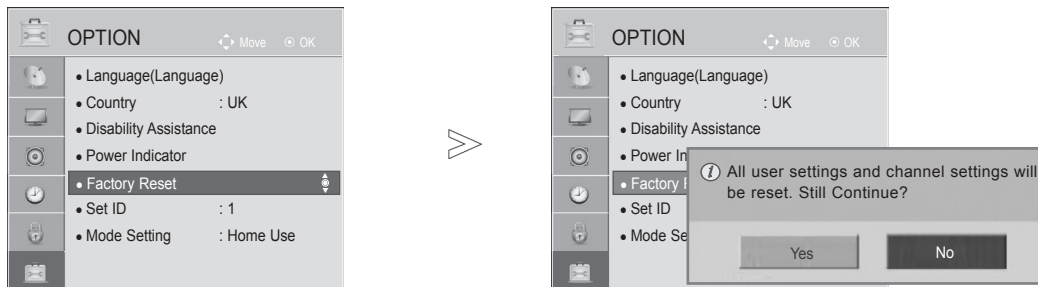 OPTION
Move
OK
Language(Language)
Country : UK
Disability Assistance
Power Indicator
Factory Reset
Set ID : 1
Mode Setting : Home Use
OPTION
Move
OK
Language(Language)
Country : UK
Disability Assistance
Power In
Factory
Set ID
Mode Se
All user settings and channel settings will
be reset. Still Continue?
Yes
No